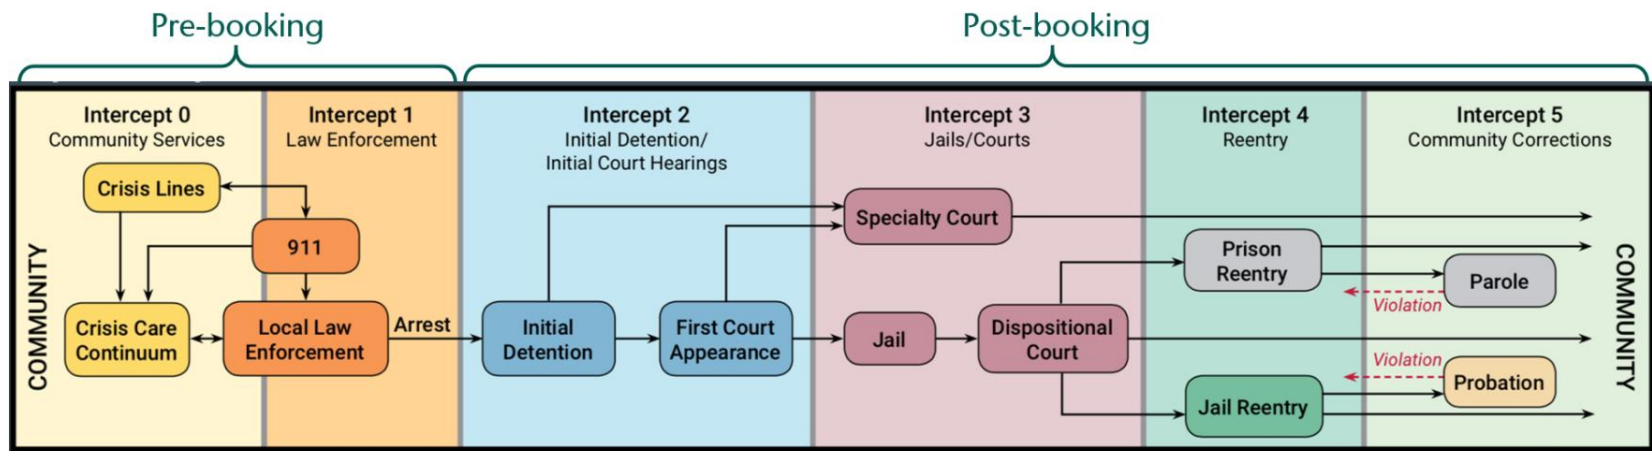 Pre-booking
Post-booking
Intercept 0
Community Services
Intercept 1
Law Enforcement
Intercept 2
Initial Detention/
Initial Court Hearings
Intercept 3
Jails/Courts
Intercept 4
Reentry
Intercept 5
Community Corrections
COMMUNITY
Crisis Lines
911
Crisis Care
Continuum
Local Law
Enforcement
Arrest
Initial
Detention
First Court
Appearance
Specialty Court
Jail
Dispositional
Court
Prison
Reentry
Jail Reentry
Parole
Violation
Violation
Probation
COMMUNITY